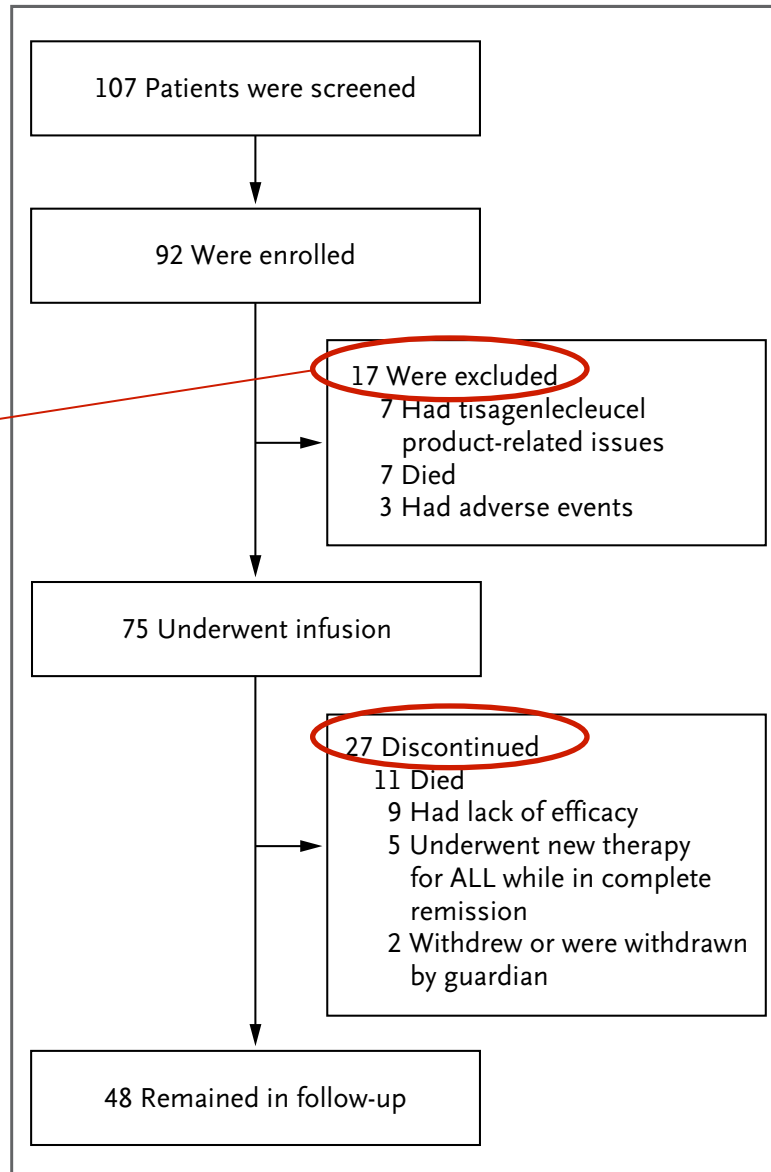 107 Patients were screened
92 Were enrolled
17 Were excluded
7 Had tisagenlecleucel
product-related issues
7 Died
3 Had adverse events
75 Underwent infusion
27 Discontinued
11 Died
9 Had lack of efficacy
5 Underwent new therapy
for ALL while in complete
remission
2 Withdrew or were withdrawn
by guardian
48 Remained in follow-up